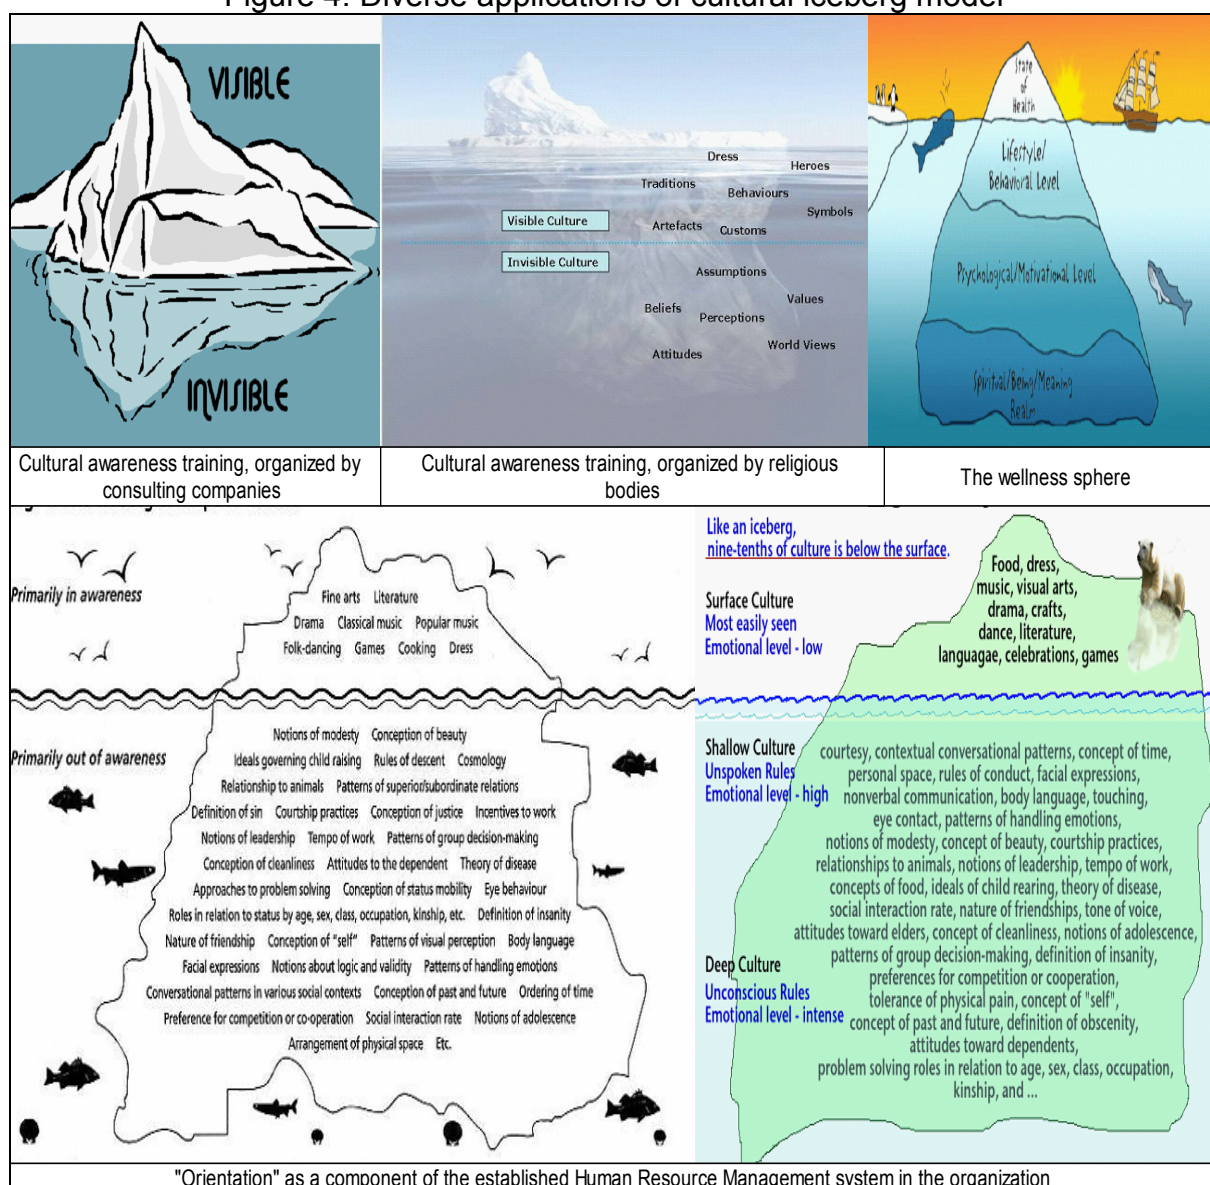 Figure 4. Diverse applications of cultural iceberg model
VISIBLE
INVISIBLE
Dress
Heroes
Traditions
Behaviours
Symbols
Visible Culture
Artefacts
Customs
Invisible Culture
Assumptions
Values
Beliefs
Perceptions
World Views
Attitudes
State
of
Health
Lifestyle/
Behavioral Level
Psychological/Motivational Level
Spiritual/Being/Meaning
Realm
Cultural awareness training, organized by
consulting companies
Cultural awareness training, organized by religious
bodies
The wellness sphere
Primarily in awareness
Fine arts Literature
Drama Classical music Popular music
Folk-dancing Games Cooking Dress
Primarily out of awareness
Notions of modesty Conception of beauty
Ideals governing child raising Rules of descent Cosmology
Relationship to animals Patterns of superior/subordinate relations
Definition of sin Courtship practices Conception of justice Incentives to work
Notions of leadership Tempo of work Patterns of group decision-making
Conception of cleanliness Attitudes to the dependent Theory of disease
Approaches to problem solving Conception of status mobility Eye behaviour
Roles in relation to status by age, sex, class, occupation, kinship, etc. Definition of insanity
Nature of friendship Conception of "self" Patterns of visual perception Body language
Facial expressions Notions about logic and validity Patterns of handling emotions
Conversational patterns in various social contexts Conception of past and future Ordering of time
Preference for competition or co-operation Social interaction rate Notions of adolescence
Arrangement of physical space Etc.
Like an iceberg,
nine-tenths of culture is below the surface.
Surface Culture
Most easily seen
Emotional level - low
Food, dress,
music, visual arts,
drama, crafts,
dance, literature,
languagae, celebrations, games
Shallow Culture
Unspoken Rules
Emotional level - high
courtesy, contextual conversational patterns, concept of time,
personal space, rules of conduct, facial expressions,
nonverbal communication, body language, touching,
eye contact, patterns of handling emotions,
notions of modesty, concept of beauty, courtship practices,
relationships to animals, notions of leadership, tempo of work,
concepts of food, ideals of child rearing, theory of disease,
social interaction rate, nature of friendships, tone of voice,
attitudes toward elders, concept of cleanliness, notions of adolescence,
patterns of group decision-making, definition of insanity,
preferences for competition or cooperation,
tolerance of physical pain, concept of "self",
concept of past and future, definition of obscenity,
attitudes toward dependents,
problem solving roles in relation to age, sex, class, occupation,
kinship, and ...
Deep Culture
Unconscious Rules
Emotional level - intense
"Orientation" as a component of the established Human Resource Management system in the organization